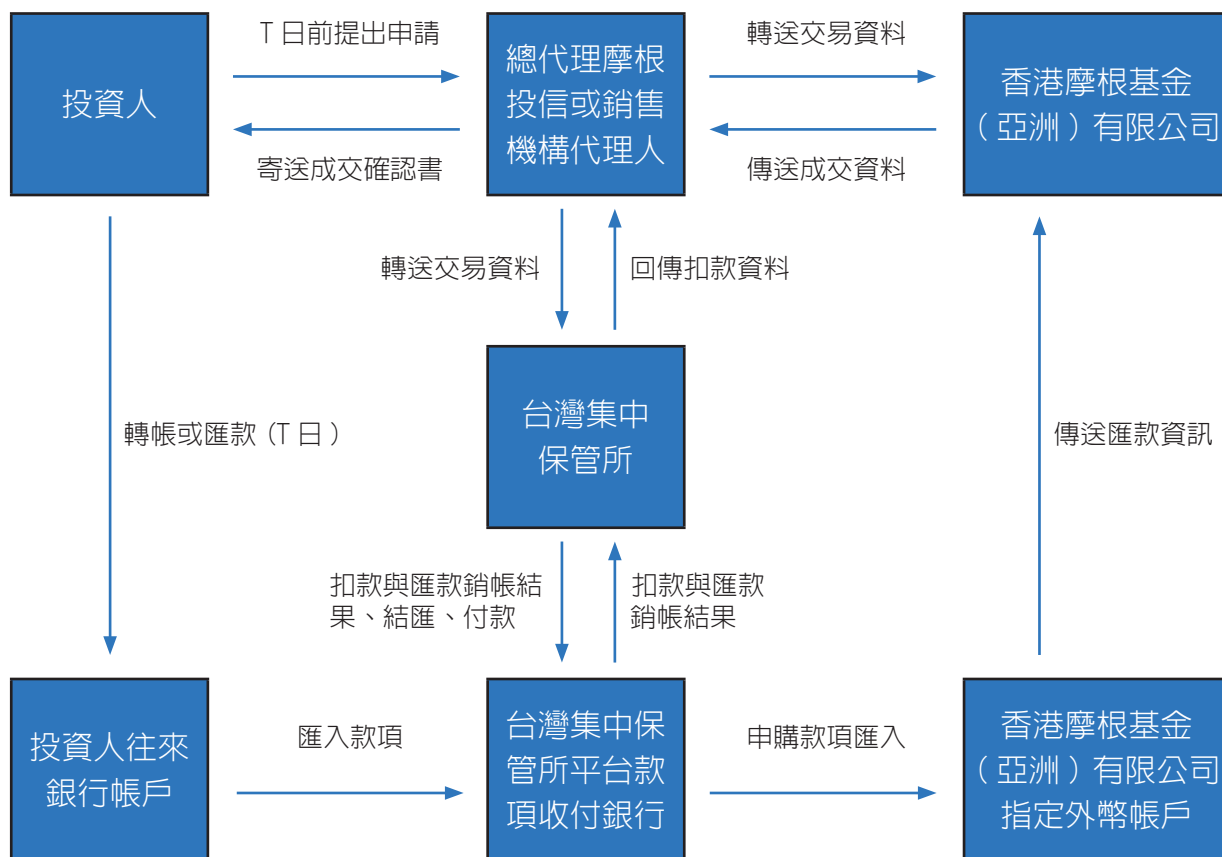 T 日前提出申請
轉送交易資料
投資人
總代理摩根
投信或銷售
機構代理人
香港摩根基金
（亞洲）有限公司
寄送成交確認書
傳送成交資料
轉送交易資料
回傳扣款資料
台灣集中
保管所
轉帳或匯款 (T 日 )
傳送匯款資訊
扣款與匯款銷帳結
果、結匯、付款
扣款與匯款
銷帳結果
投資人往來
銀行帳戶
匯入款項
台灣集中保
管所平台款
項收付銀行
申購款項匯入
香港摩根基金
（亞洲）有限公司
指定外幣帳戶